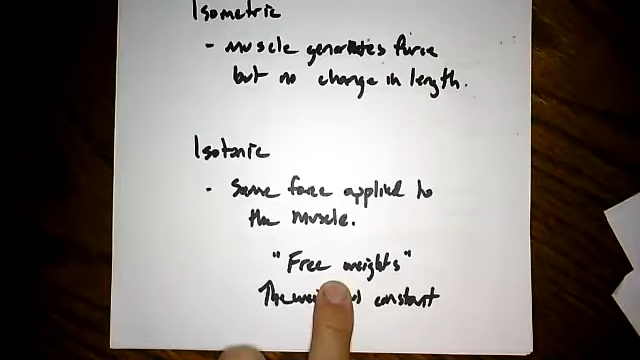 Isometric
- Muscle generates force
but no change in length.
Isotonic
- Same force applied to
the muscle.
"Free weights"
The constant